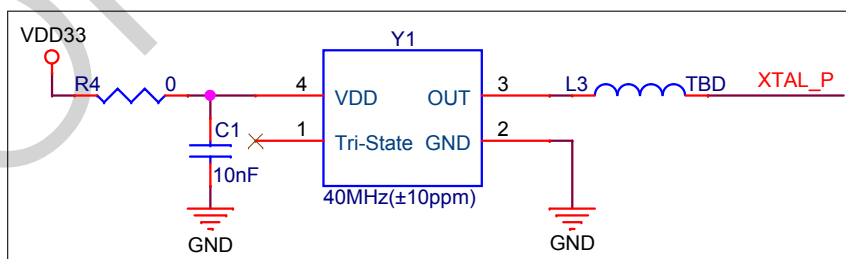 VDD33
Y1
R4 0 4 VDD OUT 3 L3 TBD XTAL_P
C1 1 Tri-State GND 2
10nF
40MHz(±10ppm)
GND GND